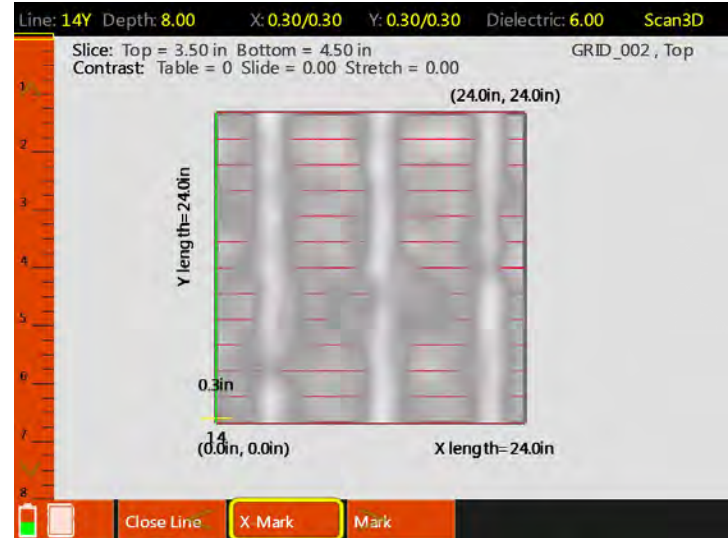 Line: 14Y Depth: 8.00 X: 0.30/0.30 Y: 0.30/0.30 Dielectric: 6.00 Scan3D
Slice: Top = 3.50 in Bottom = 4.50 in GRID_002 , Top
Contrast: Table = 0 Slide = 0.00 Stretch = 0.00
(24.0in, 24.0in)
1
2
3
4
5
6
7
8
Y length=24.0in
0.3in
14
(0.0in, 0.0in) X length=24.0in
Close Line X-Mark Mark